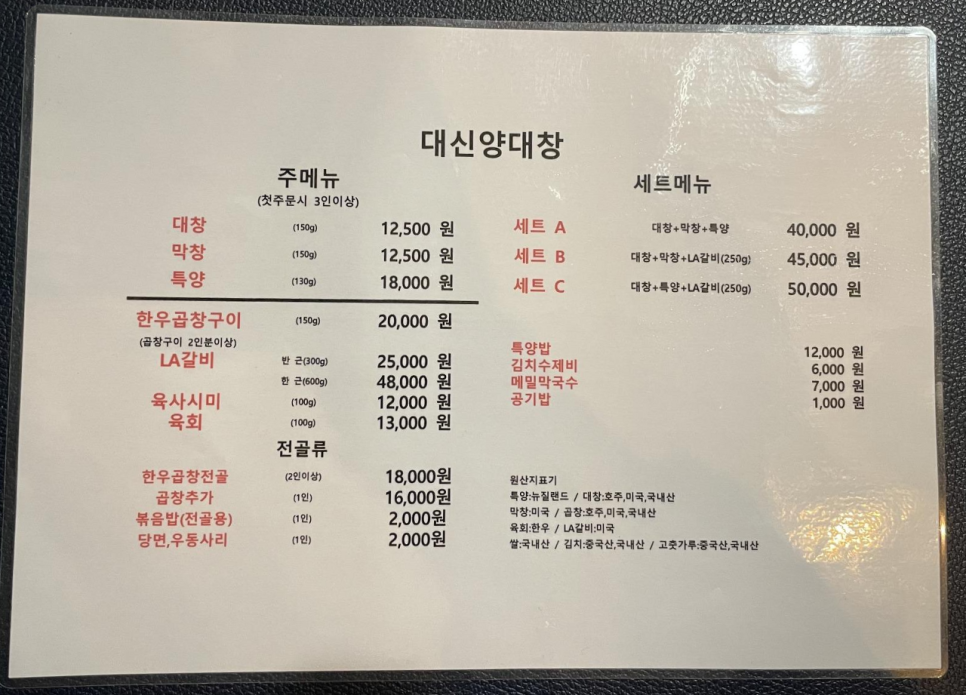 대신양대창
주메뉴
(첫주문시 3인이상)
대창 (150g) 12,500 원
막창 (150g) 12,500 원
특양 (130g) 18,000 원
한우곱창구이 (150g) 20,000 원
(곱창구이 2인분이상)
LA갈비 반 근(300g) 25,000 원
한 근(600g) 48,000 원
육사시미 (100g) 12,000 원
육회 (100g) 13,000 원
전골류
한우곱창전골 (2인이상) 18,000원
곱창추가 (1인) 16,000원
볶음밥(전골용) (1인) 2,000원
당면,우동사리 (1인) 2,000원
세트메뉴
세트 A 대창+막창+특양 40,000 원
세트 B 대창+막창+LA갈비(250g) 45,000 원
세트 C 대창+특양+LA갈비(250g) 50,000 원
특양밥 12,000 원
김치수제비 6,000 원
메밀막국수 7,000 원
공기밥 1,000 원
원산지표기
특양:뉴질랜드 / 대창:호주,미국,국내산
막창:미국 / 곱창:호주,미국,국내산
육회:한우 / LA갈비:미국
쌀:국내산 / 김치:중국산,국내산 / 고춧가루:중국산,국내산